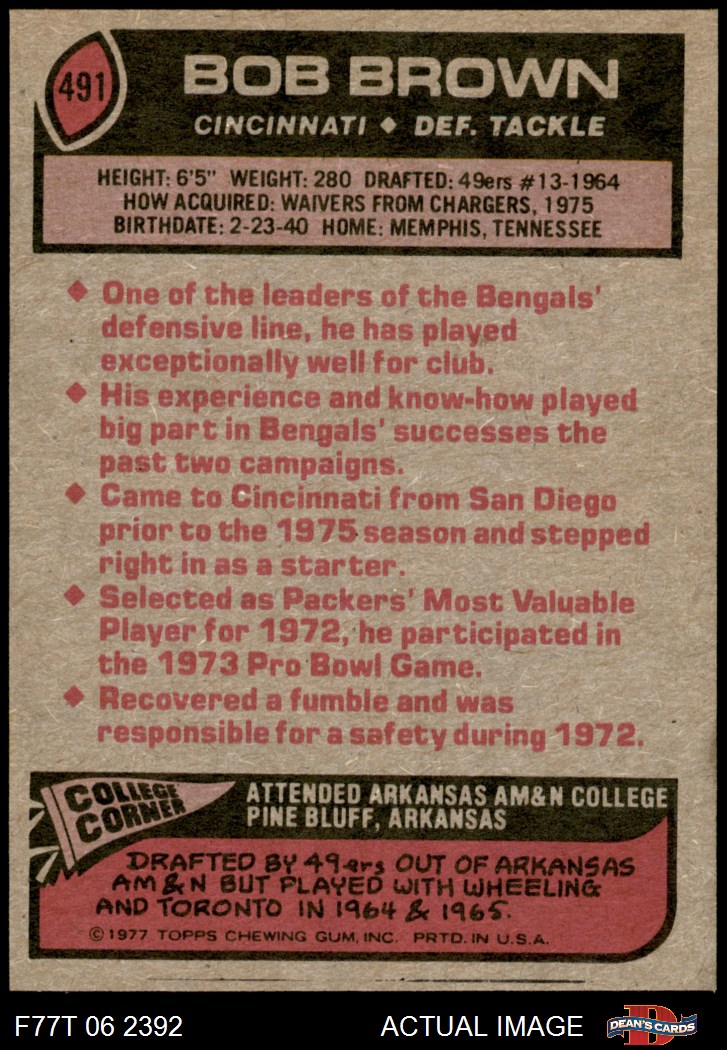 491
BOB BROWN
CINCINNATI ◆ DEF. TACKLE
HEIGHT: 6'5" WEIGHT: 280 DRAFTED: 49ers #13-1964
HOW ACQUIRED: WAIVERS FROM CHARGERS, 1975
BIRTHDATE: 2-23-40 HOME: MEMPHIS, TENNESSEE
◆ One of the leaders of the Bengals'
defensive line, he has played
exceptionally well for club.
◆ His experience and know-how played
big part in Bengals' successes the
past two campaigns.
◆ Came to Cincinnati from San Diego
prior to the 1975 season and stepped
right in as a starter.
◆ Selected as Packers' Most Valuable
Player for 1972, he participated in
the 1973 Pro Bowl Game.
◆ Recovered a fumble and was
responsible for a safety during 1972.
COLLEGE
CORNER
ATTENDED ARKANSAS AM&N COLLEGE
PINE BLUFF, ARKANSAS
DRAFTED BY 49ers OUT OF ARKANSAS
AM&N BUT PLAYED WITH WHEELING
AND TORONTO IN 1964 & 1965.
© 1977 TOPPS CHEWING GUM, INC. PRTD. IN U.S.A.
F77T 06 2392
ACTUAL IMAGE
D
DEAN'S CARDS